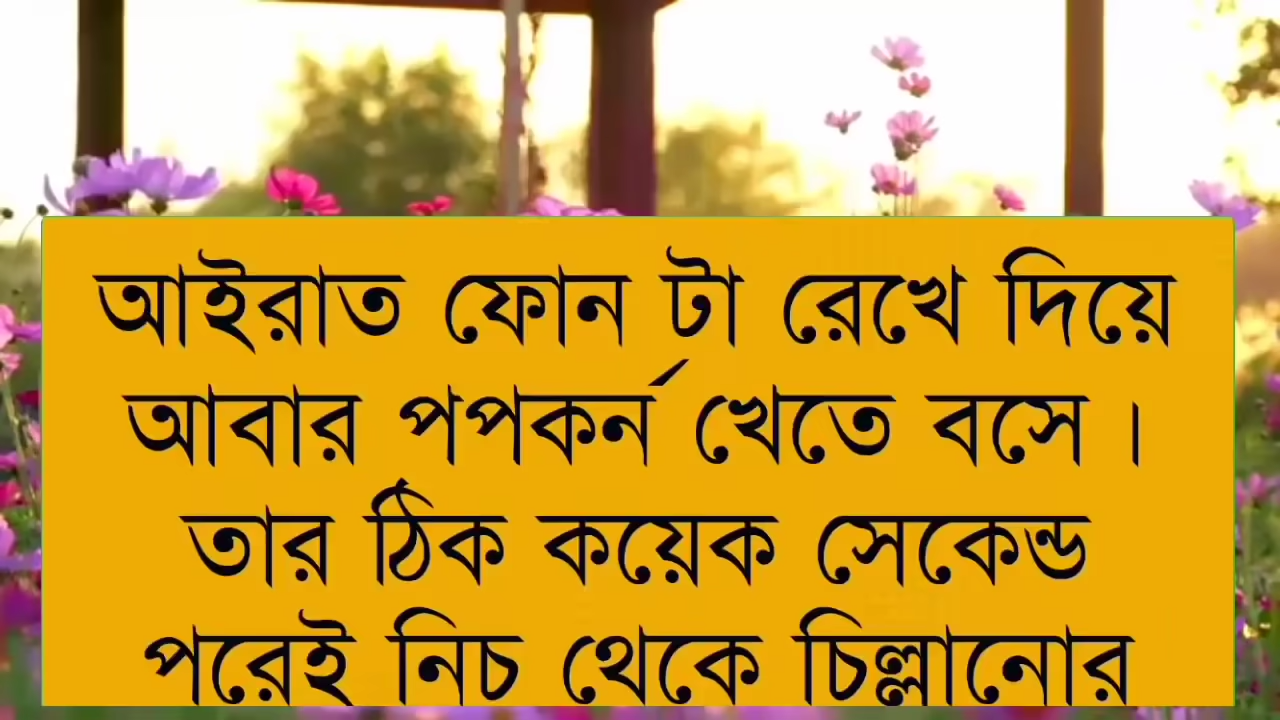 আইরাত ফোন টা রেখে দিয়ে
আবার পপকর্ন খেতে বসে।
তার ঠিক কয়েক সেকেন্ড
পরেই নিচ থেকে চিল্লানোর